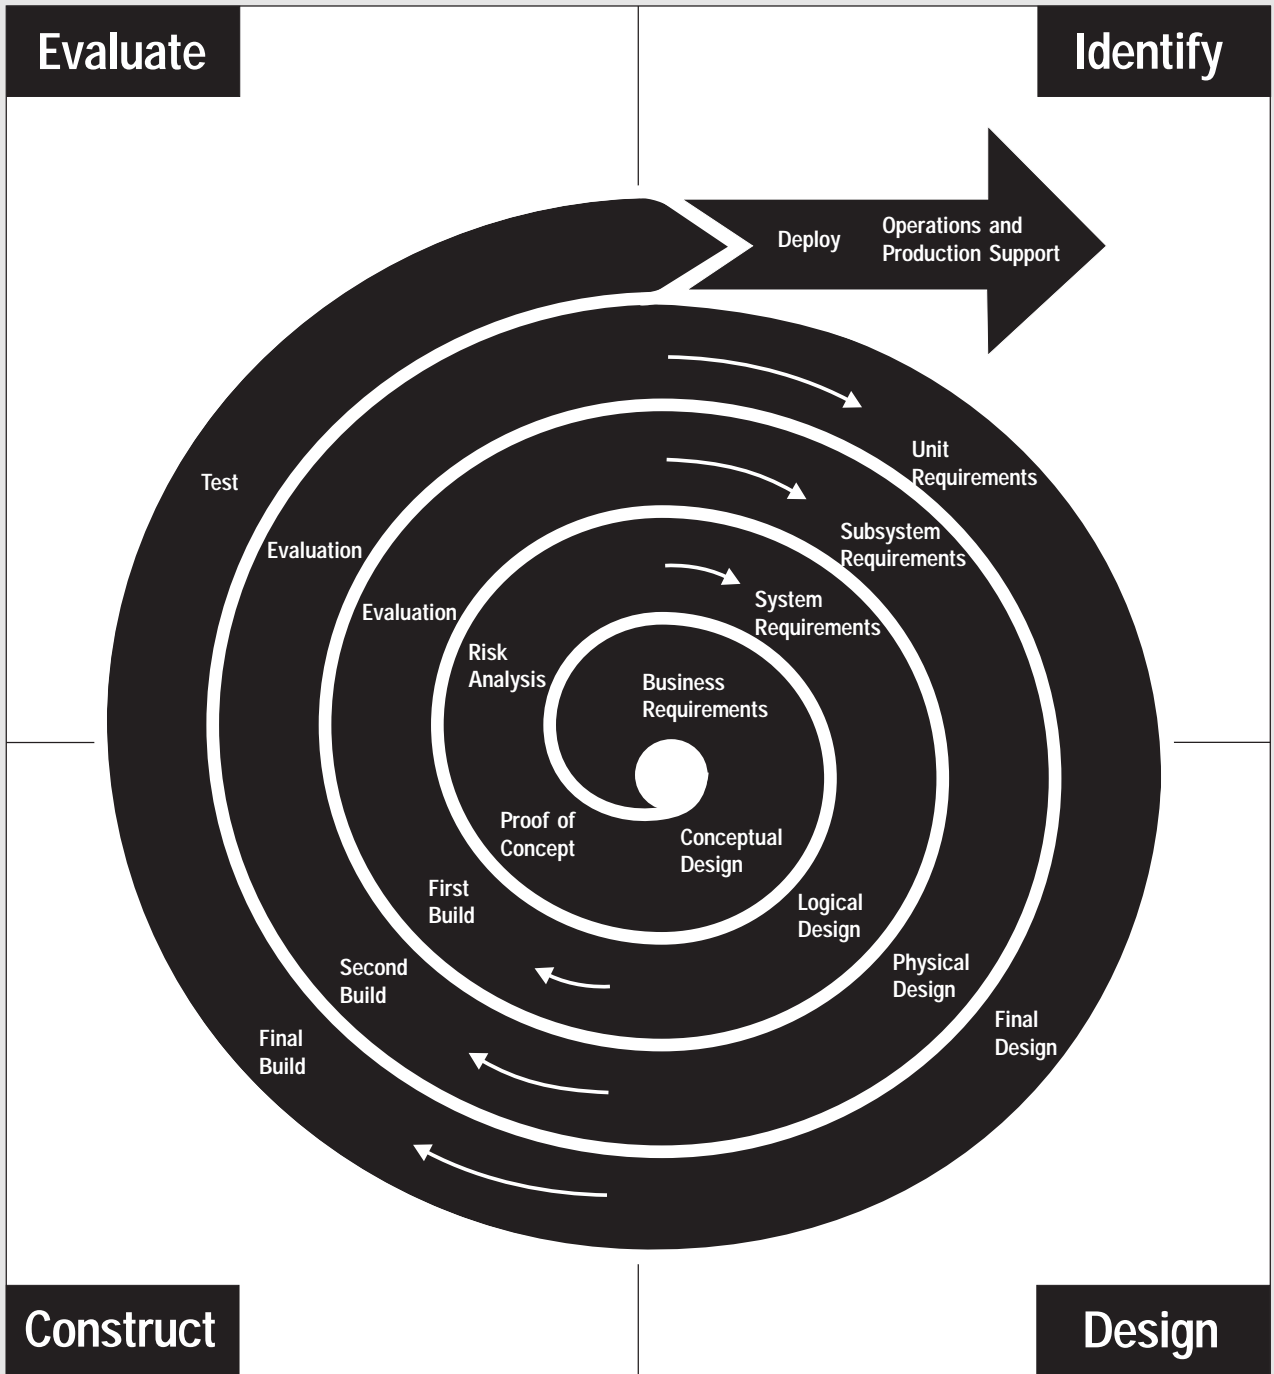 Evaluate
Identify
Deploy
Operations and
Production Support
Unit
Requirements
Test
Subsystem
Requirements
Evaluation
System
Requirements
Evaluation
Risk
Analysis
Business
Requirements
Proof of
Concept
Conceptual
Design
First
Build
Logical
Design
Second
Build
Physical
Design
Final
Build
Final
Design
Construct
Design